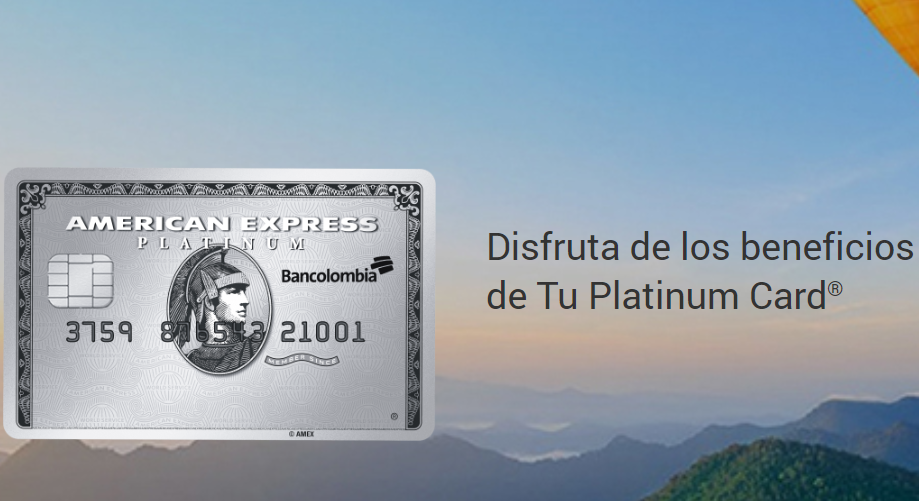 AMERICAN EXPRESS
PLATINUM
Bancolombia
3759 876543 21001
MEMBER SINCE
® AMEX
Disfruta de los beneficios
de Tu Platinum Card®